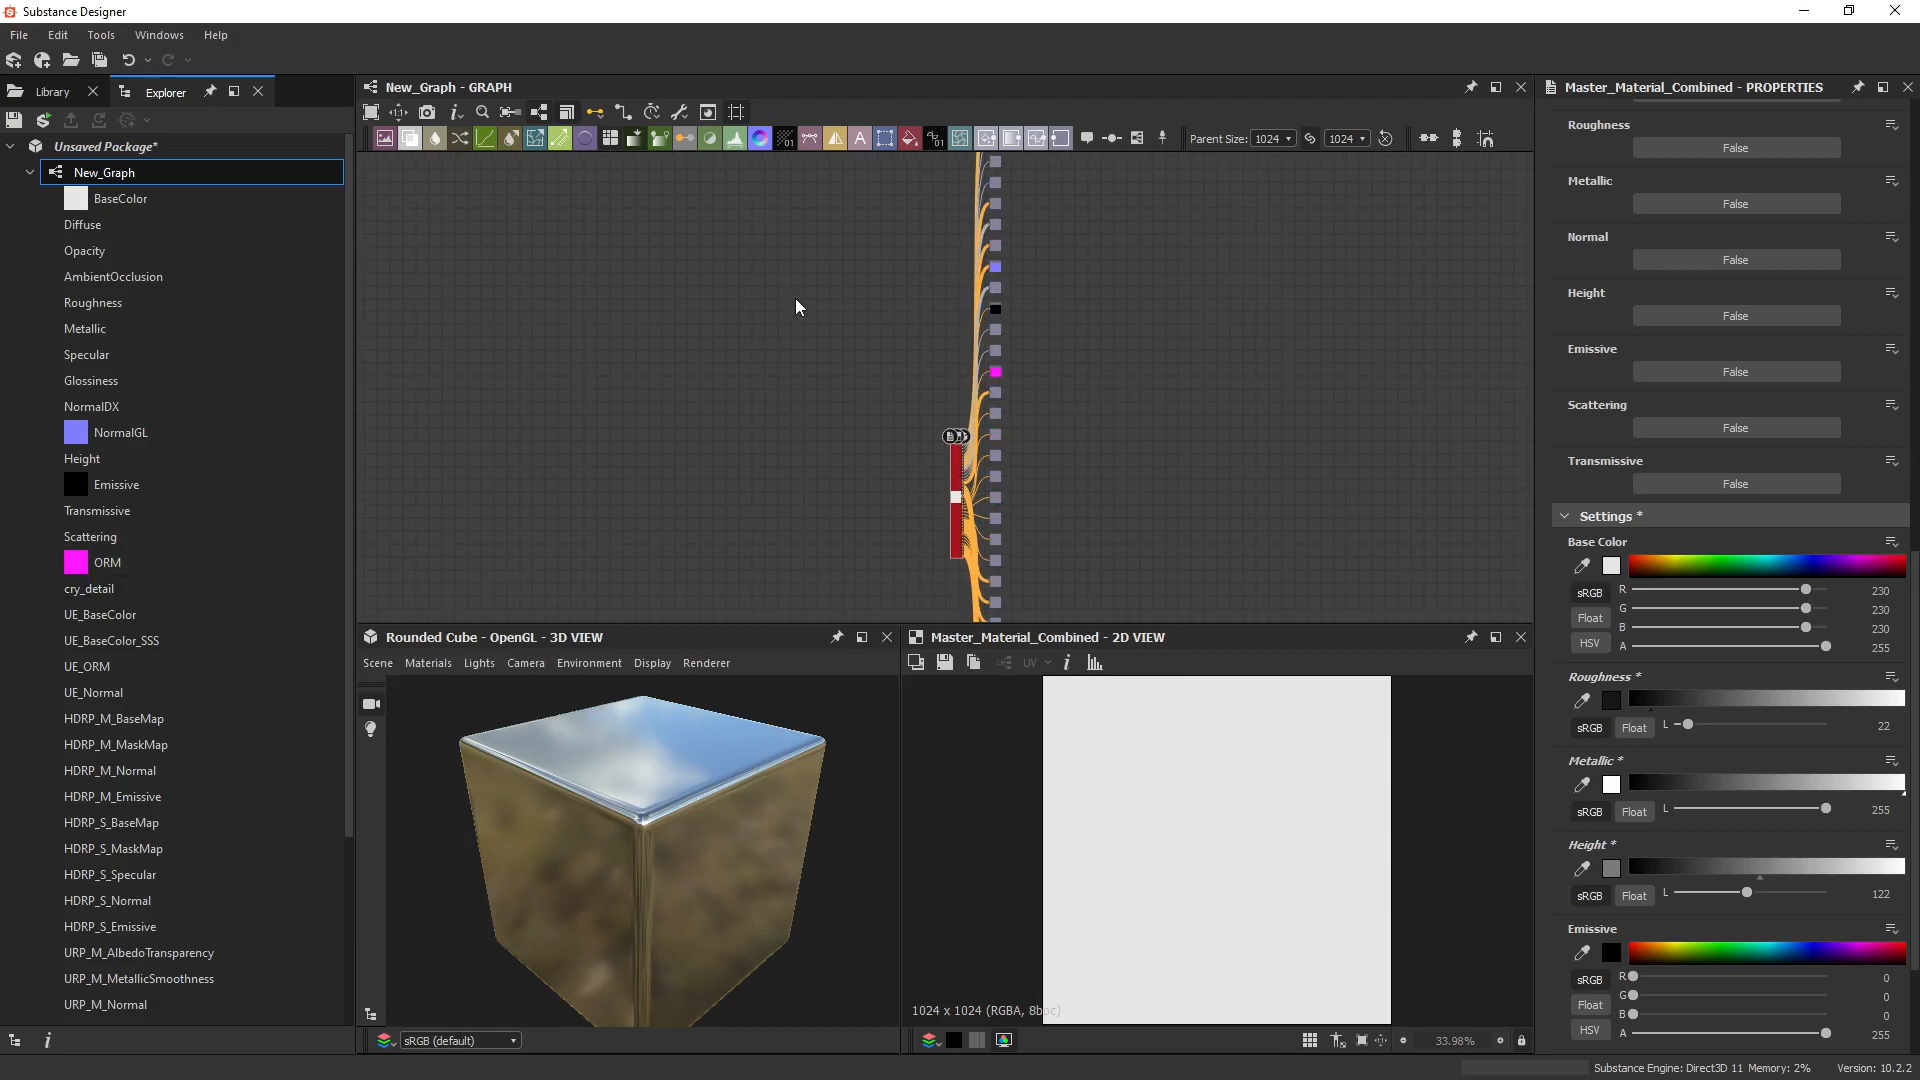 Substance Designer
File Edit Tools Windows Help
Library Explorer
Unsaved Package*
New_Graph
BaseColor
Diffuse
Opacity
AmbientOcclusion
Roughness
Metallic
Specular
Glossiness
NormalDX
NormalGL
Height
Emissive
Transmissive
Scattering
ORM
cry_detail
UE_BaseColor
UE_BaseColor_SSS
UE_ORM
UE_Normal
HDRP_M_BaseMap
HDRP_M_MaskMap
HDRP_M_Normal
HDRP_M_Emissive
HDRP_S_BaseMap
HDRP_S_MaskMap
HDRP_S_Specular
HDRP_S_Normal
HDRP_S_Emissive
URP_M_AlbedoTransparency
URP_M_MetallicSmoothness
URP_M_Normal
New_Graph - GRAPH
Parent Size: 1024 1024
Rounded Cube - OpenGL - 3D VIEW
Scene Materials Lights Camera Environment Display Renderer
sRGB (default)
Master_Material_Combined - 2D VIEW
UV
1024 x 1024 (RGBA, 8bpc)
33.98%
Master_Material_Combined - PROPERTIES
Roughness
False
Metallic
False
Normal
False
Height
False
Emissive
False
Scattering
False
Transmissive
False
Settings *
Base Color
sRGB R 230
G 230
Float
B 230
HSV A 255
Roughness *
sRGB Float L 22
Metallic *
sRGB Float L 255
Height *
sRGB Float L 122
Emissive
sRGB R 0
G 0
Float
B 0
HSV A 255
Substance Engine: Direct3D 11 Memory: 2% Version: 10.2.2